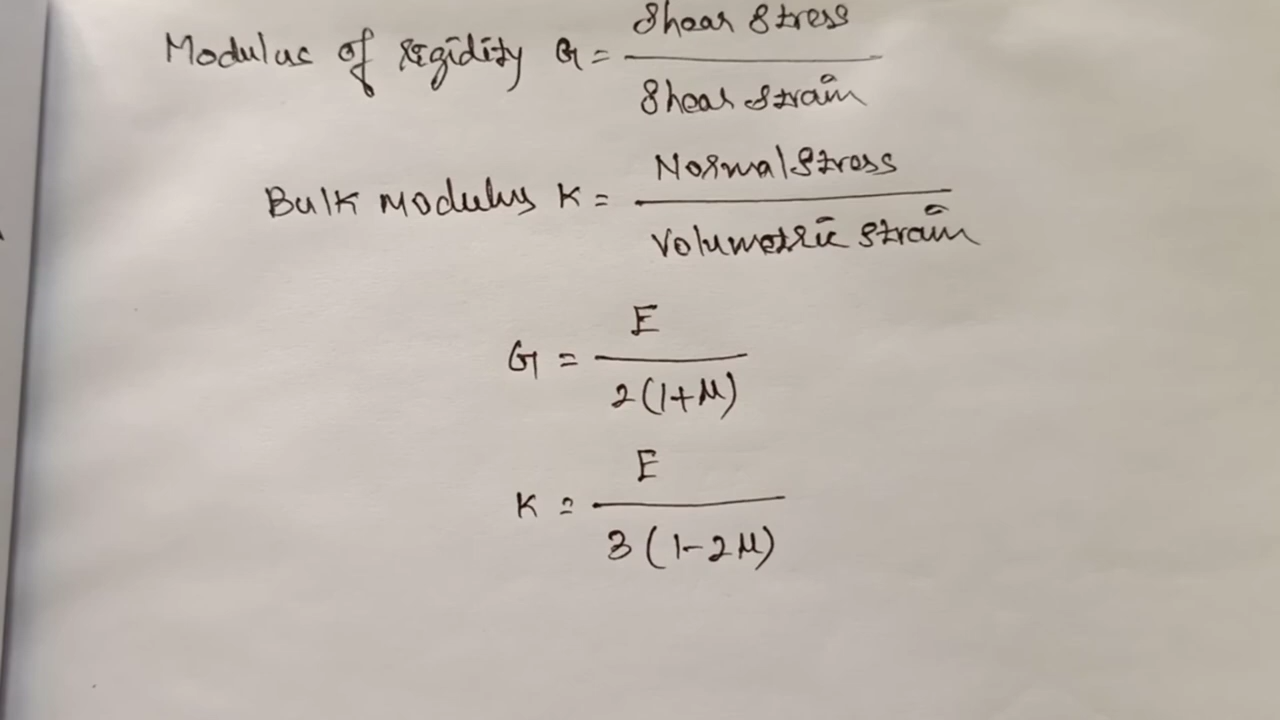 Modulus of rigidity G = Shear Stress / Shear Strain
Bulk Modulus K = Normal Stress / Volumetric Strain
G = E / 2(1+μ)
K = E / 3(1-2μ)